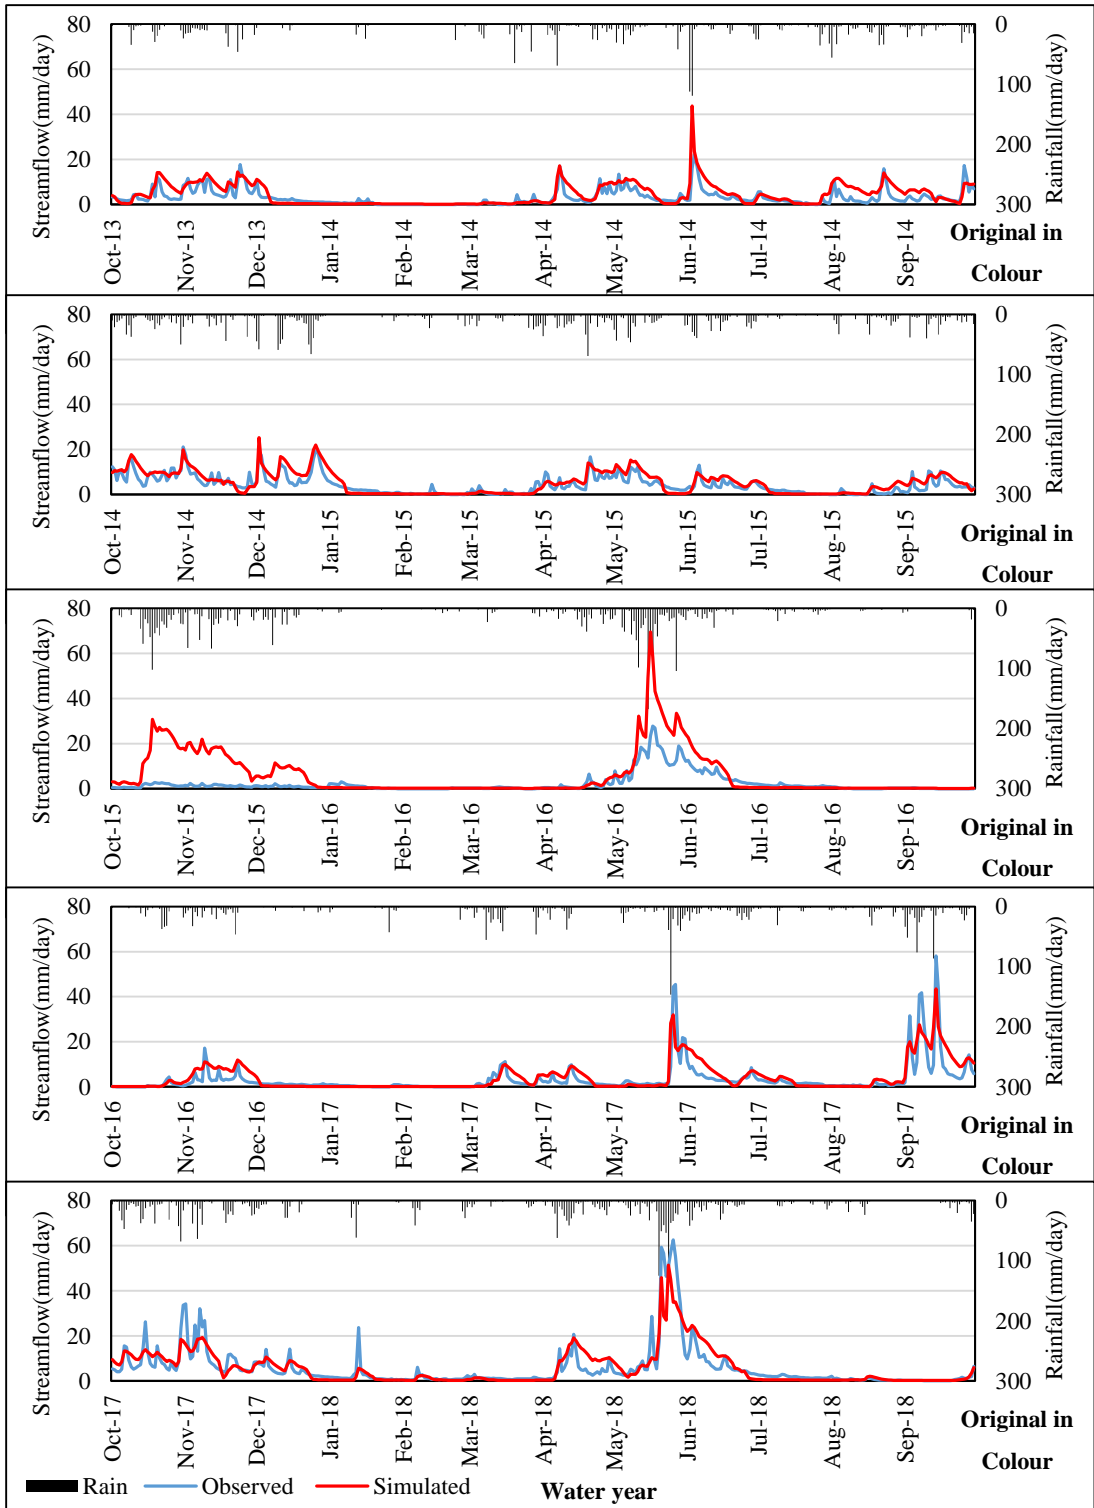 Streamflow(mm/day)
80
60
40
20
0
0
100
200
300
Rainfall(mm/day)
Oct-13
Nov-13
Dec-13
Jan-14
Feb-14
Mar-14
Apr-14
May-14
Jun-14
Jul-14
Aug-14
Sep-14
Original in
Colour
Streamflow(mm/day)
80
60
40
20
0
0
100
200
300
Rainfall(mm/day)
Oct-14
Nov-14
Dec-14
Jan-15
Feb-15
Mar-15
Apr-15
May-15
Jun-15
Jul-15
Aug-15
Sep-15
Original in
Colour
Streamflow(mm/day)
80
60
40
20
0
0
100
200
300
Rainfall(mm/day)
Oct-15
Nov-15
Dec-15
Jan-16
Feb-16
Mar-16
Apr-16
May-16
Jun-16
Jul-16
Aug-16
Sep-16
Original in
Colour
Streamflow(mm/day)
80
60
40
20
0
0
100
200
300
Rainfall(mm/day)
Oct-16
Nov-16
Dec-16
Jan-17
Feb-17
Mar-17
Apr-17
May-17
Jun-17
Jul-17
Aug-17
Sep-17
Original in
Colour
Streamflow(mm/day)
80
60
40
20
0
0
100
200
300
Rainfall(mm/day)
Oct-17
Nov-17
Dec-17
Jan-18
Feb-18
Mar-18
Apr-18
May-18
Jun-18
Jul-18
Aug-18
Sep-18
Original in
Colour
Rain Observed Simulated Water year